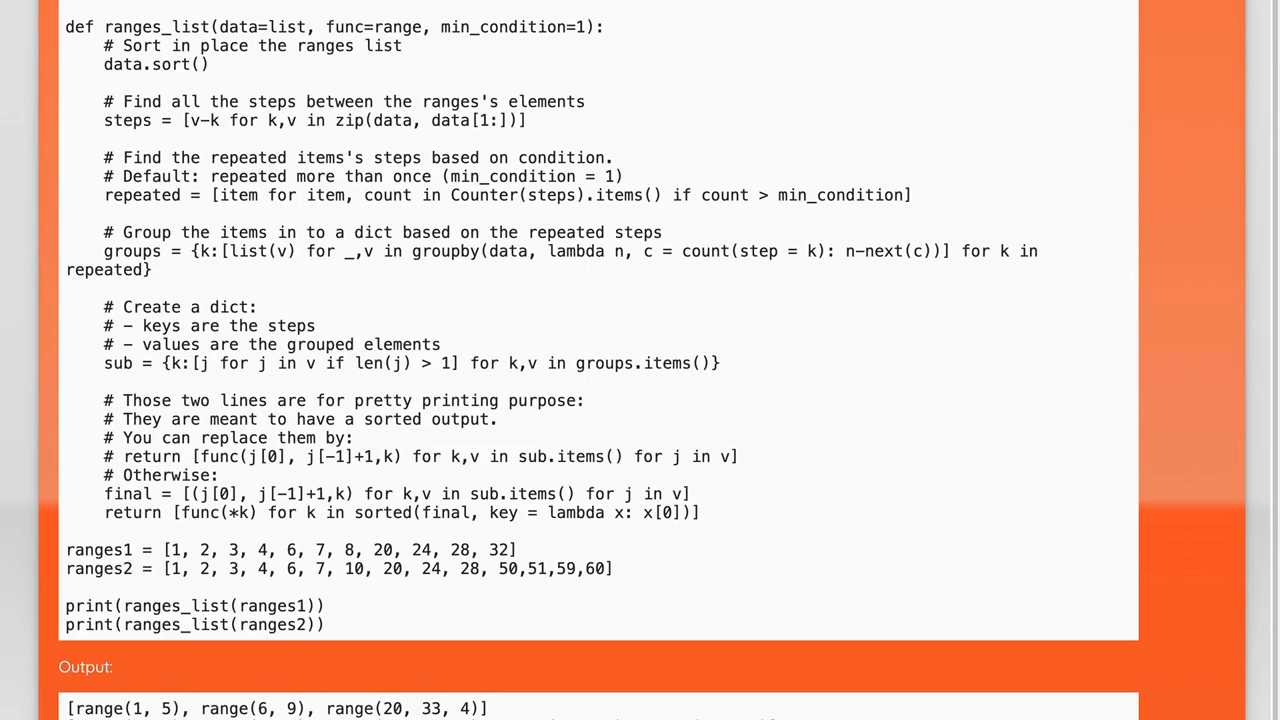 def ranges_list(data=list, func=range, min_condition=1):
    # Sort in place the ranges list
    data.sort()

    # Find all the steps between the ranges's elements
    steps = [v-k for k,v in zip(data, data[1:])]

    # Find the repeated items's steps based on condition.
    # Default: repeated more than once (min_condition = 1)
    repeated = [item for item, count in Counter(steps).items() if count > min_condition]

    # Group the items in to a dict based on the repeated steps
    groups = {k:[list(v) for _,v in groupby(data, lambda n, c = count(step = k): n-next(c))] for k in
repeated}

    # Create a dict:
    # - keys are the steps
    # - values are the grouped elements
    sub = {k:[j for j in v if len(j) > 1] for k,v in groups.items()}

    # Those two lines are for pretty printing purpose:
    # They are meant to have a sorted output.
    # You can replace them by:
    # return [func(j[0], j[-1]+1,k) for k,v in sub.items() for j in v]
    # Otherwise:
    final = [(j[0], j[-1]+1,k) for k,v in sub.items() for j in v]
    return [func(*k) for k in sorted(final, key = lambda x: x[0])]

ranges1 = [1, 2, 3, 4, 6, 7, 8, 20, 24, 28, 32]
ranges2 = [1, 2, 3, 4, 6, 7, 10, 20, 24, 28, 50,51,59,60]

print(ranges_list(ranges1))
print(ranges_list(ranges2))
Output:
[range(1, 5), range(6, 9), range(20, 33, 4)]